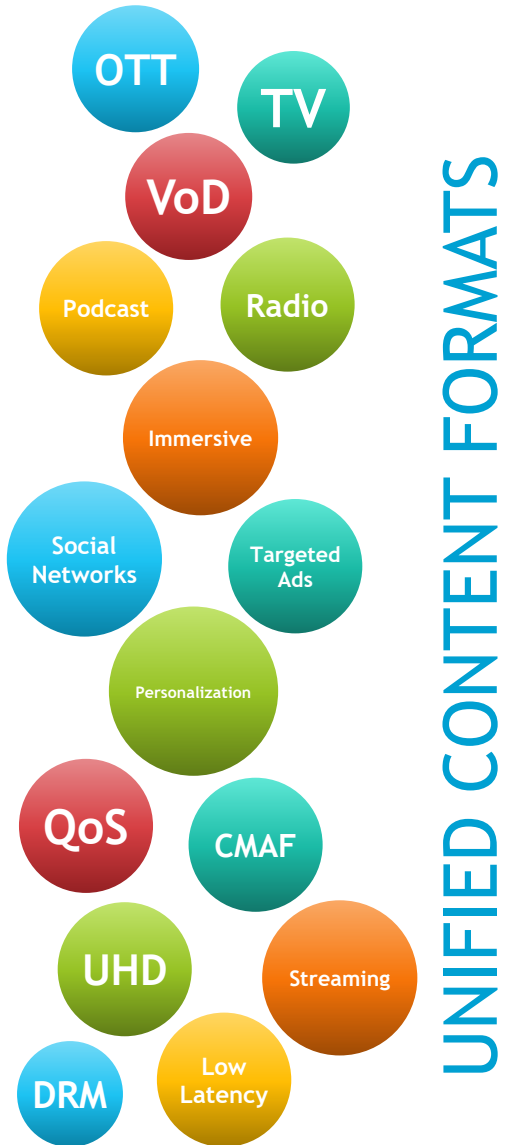 OTT
TV
VoD
Podcast
Radio
Immersive
Social
Networks
Targeted
Ads
Personalization
QoS
CMAF
UHD
Streaming
Low
Latency
DRM
UNIFIED CONTENT FORMATS